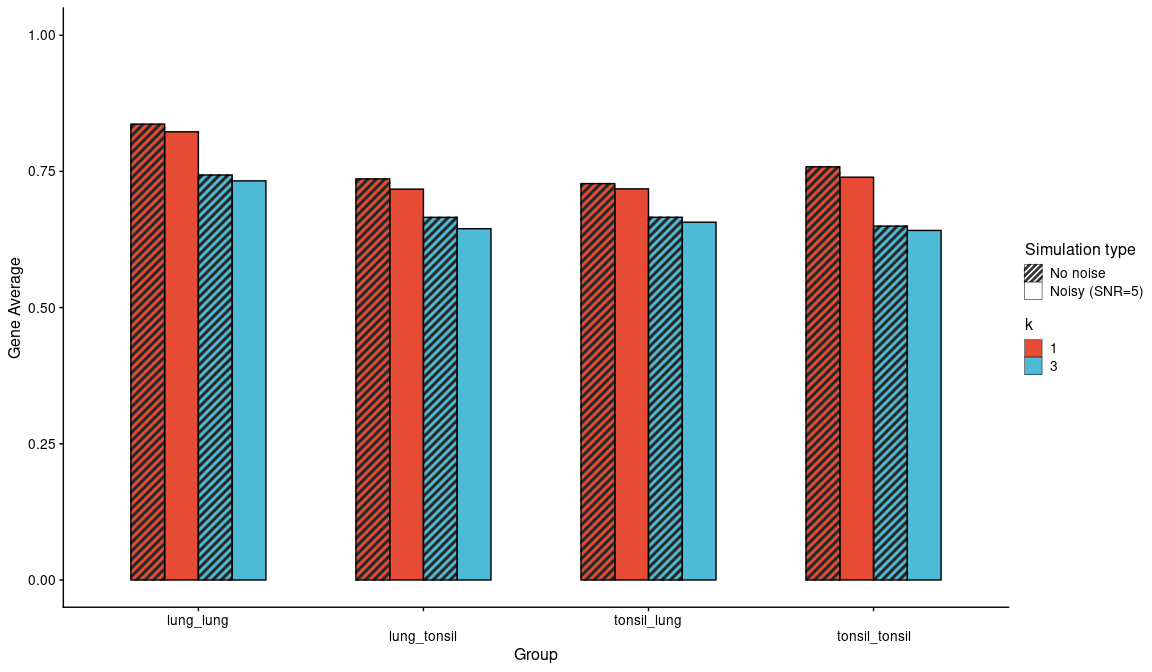 1.00
0.75
0.50
0.25
0.00
Gene Average
lung_lung
lung_tonsil
tonsil_lung
tonsil_tonsil
Group
Simulation type
No noise
Noisy (SNR=5)
k
1
3